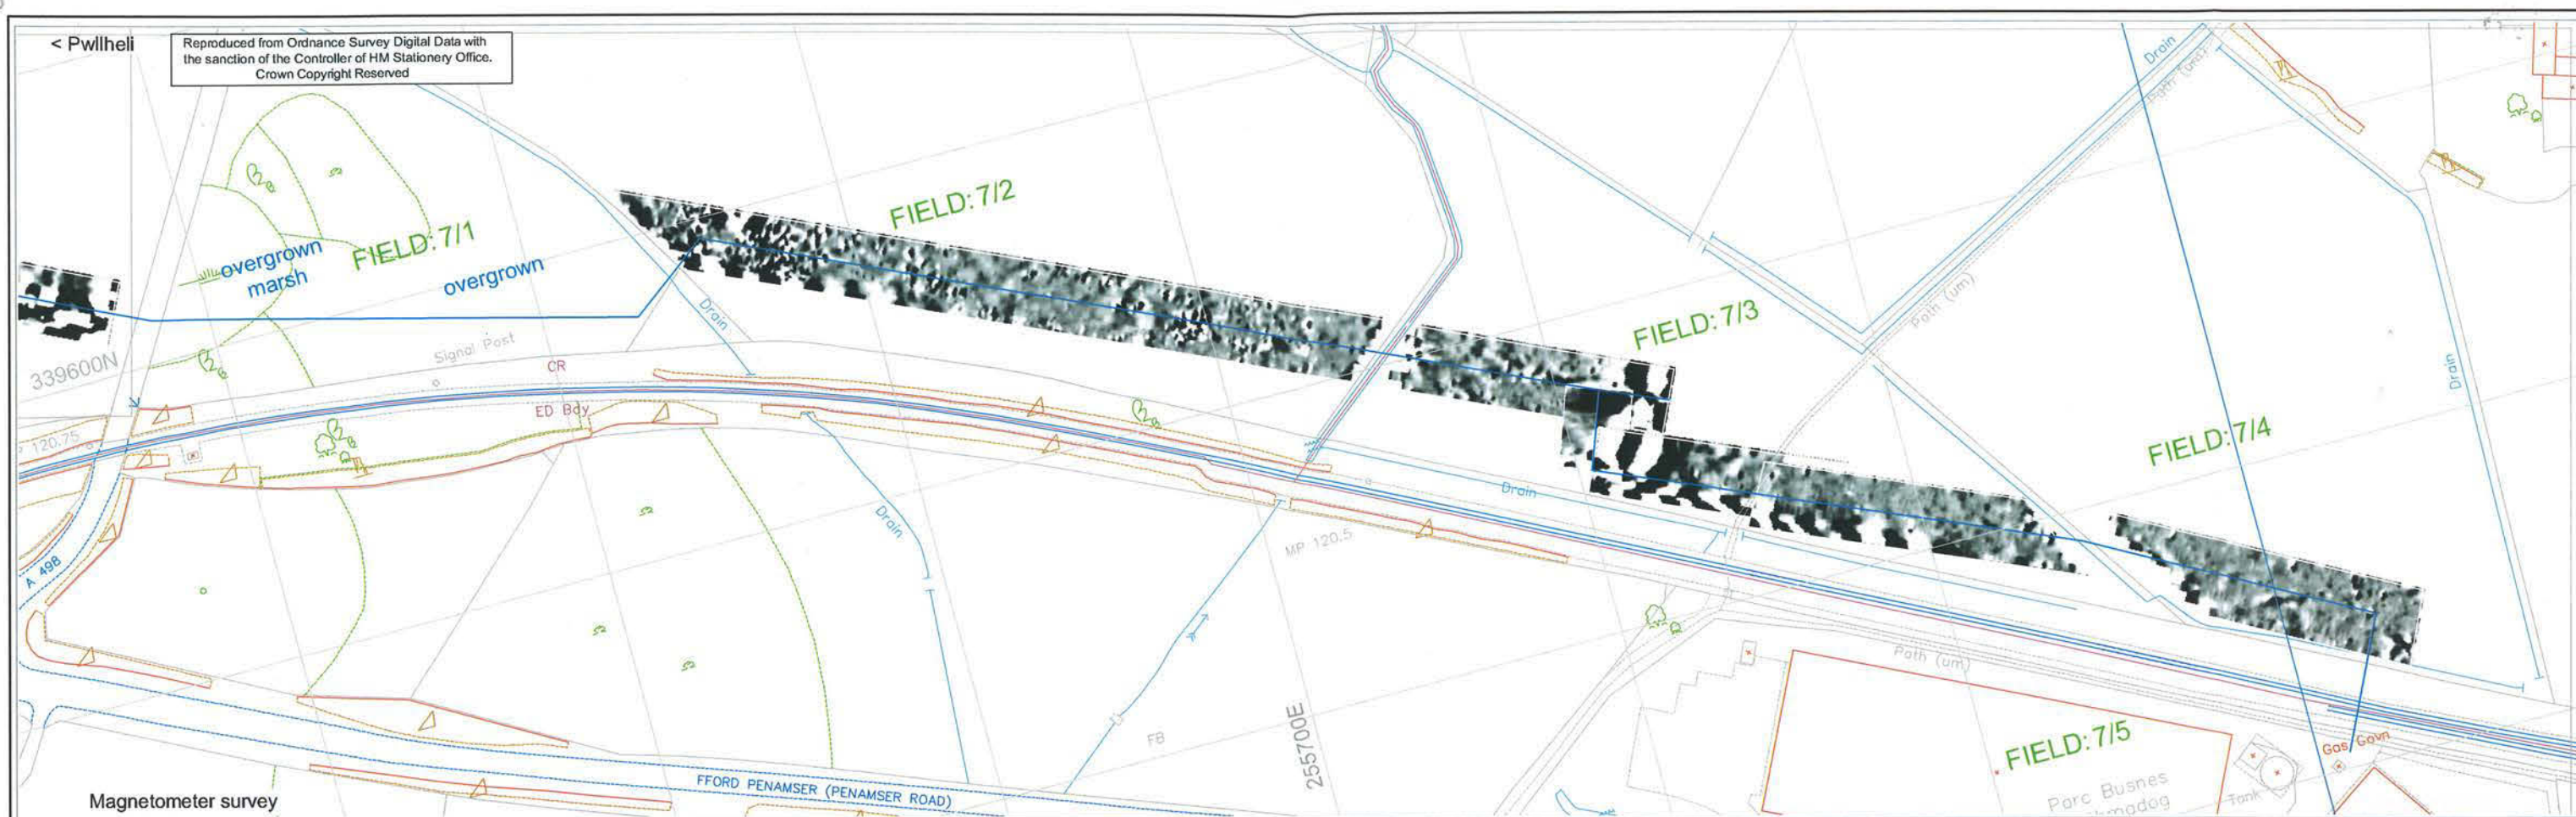 < Pwllheli
Reproduced from Ordnance Survey Digital Data with
the sanction of the Controller of HM Stationery Office.
Crown Copyright Reserved
Drain
Path (um)
FIELD: 7/2
FIELD: 7/1
overgrown
marsh
overgrown
Drain
FIELD: 7/3
Path (um)
Signal Post
339600N
CR
ED Bdy
120.75
Drain
FIELD: 7/4
Drain
Drain
A 498
MP 120.5
Path (um)
255700E
FB
FIELD: 7/5
Gas Govn
Parc Busnes
Tank
FFORD PENAMSER (PENAMSER ROAD)
Magnetometer survey